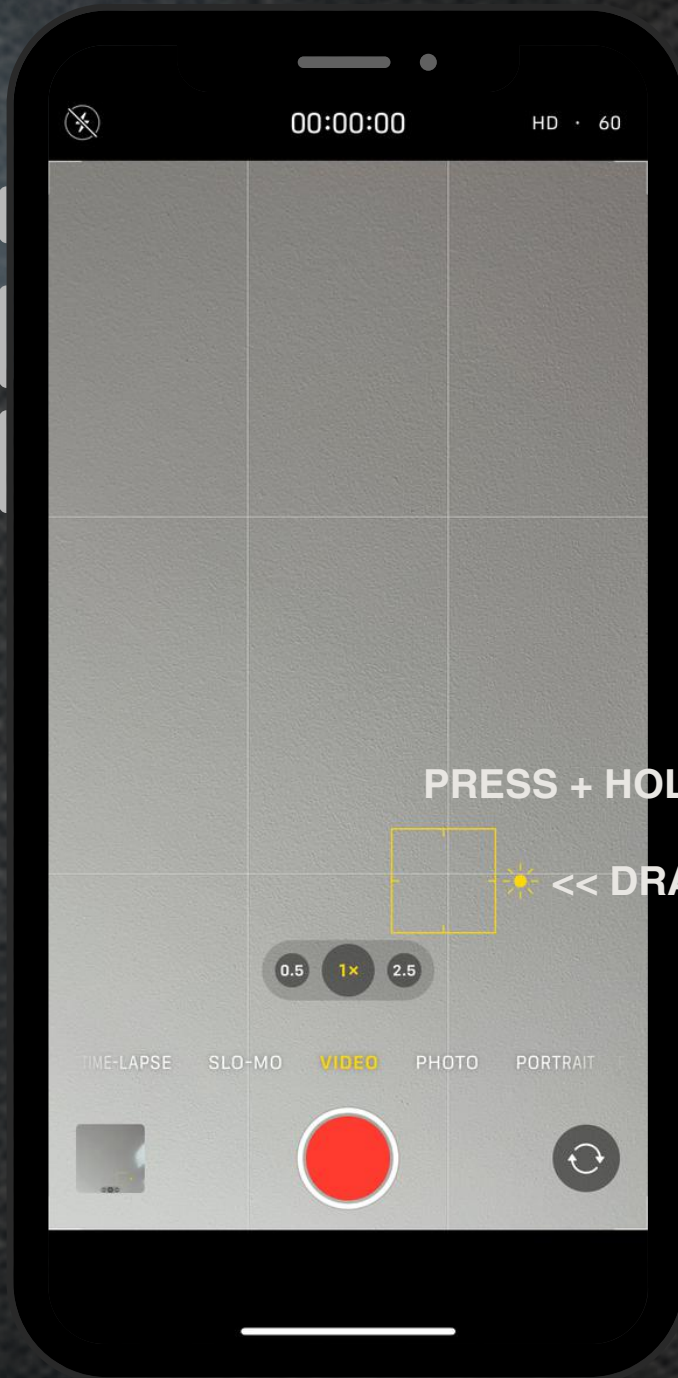 00:00:00
HD · 60
PRESS + HOL
<< DRA
0.5 1× 2.5
TIME-LAPSE SLO-MO VIDEO PHOTO PORTRAIT